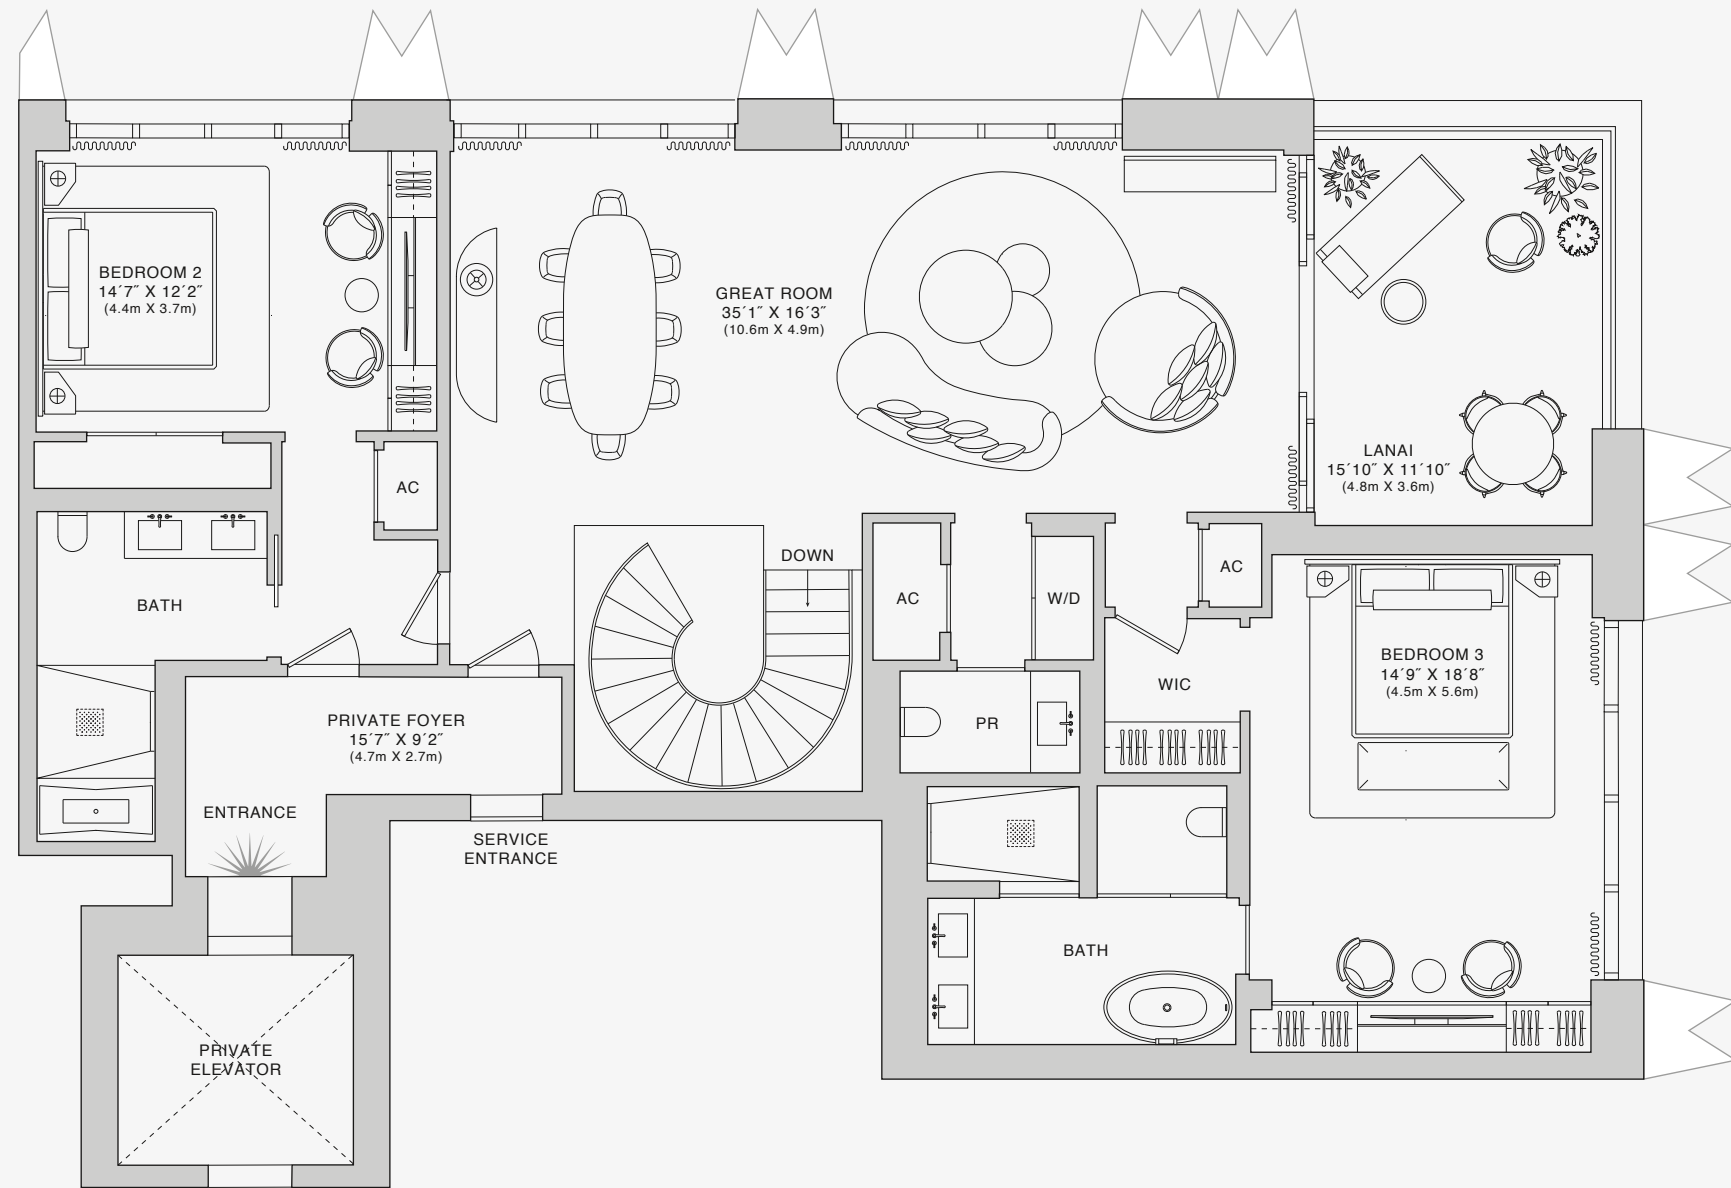 BEDROOM 2
14´7˝ X 12´2˝
(4.4m X 3.7m)
GREAT ROOM
35´1˝ X 16´3˝
(10.6m X 4.9m)
LANAI
15´10˝ X 11´10˝
(4.8m X 3.6m)
AC
DOWN
AC
W/D
AC
BATH
BEDROOM 3
14´9˝ X 18´8˝
(4.5m X 5.6m)
WIC
PRIVATE FOYER
15´7˝ X 9´2˝
(4.7m X 2.7m)
PR
ENTRANCE
SERVICE
ENTRANCE
BATH
PRIVATE
ELEVATOR